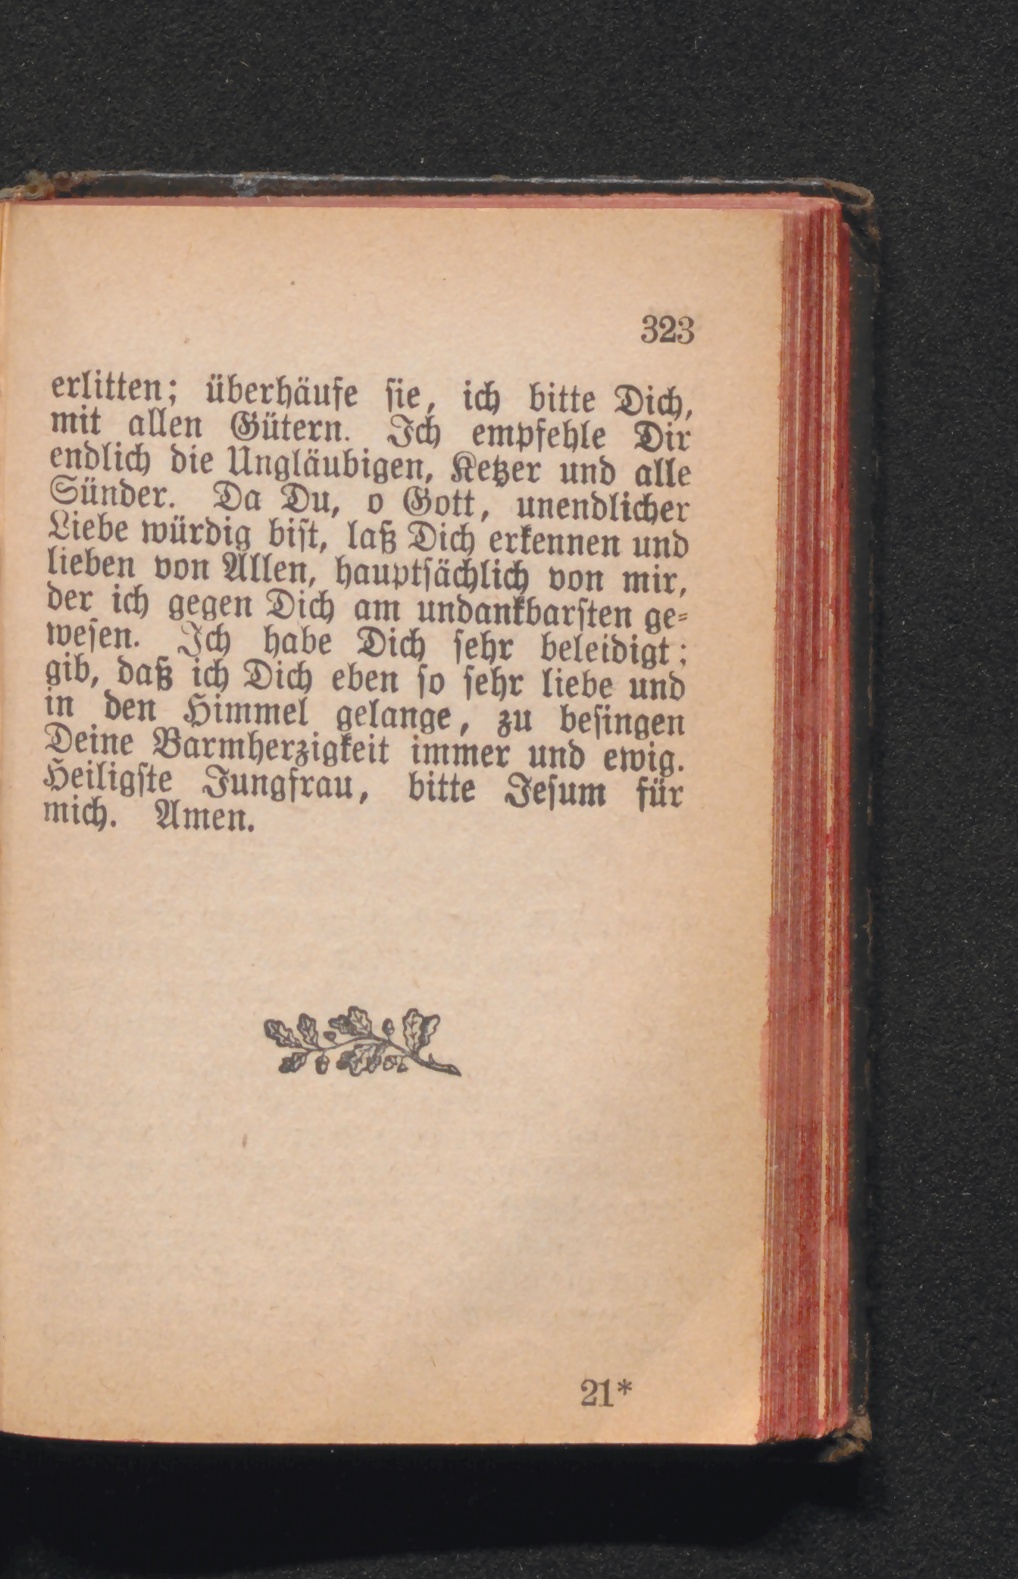 323
erlitten; überhäufe sie, ich bitte Dich,
mit allen Gütern. Ich empfehle Dir
endlich die Ungläubigen, Ketzer und alle
Sünder. Da Du, o Gott, unendlicher
Liebe würdig bist, laß Dich erkennen und
lieben von Allen, hauptsächlich von mir,
der ich gegen Dich am undankbarsten ge-
wesen. Ich habe Dich sehr beleidigt;
gib, daß ich Dich eben so sehr liebe und
in den Himmel gelange, zu besingen
Deine Barmherzigkeit immer und ewig.
Heiligste Jungfrau, bitte Jesum für
mich. Amen.
21*